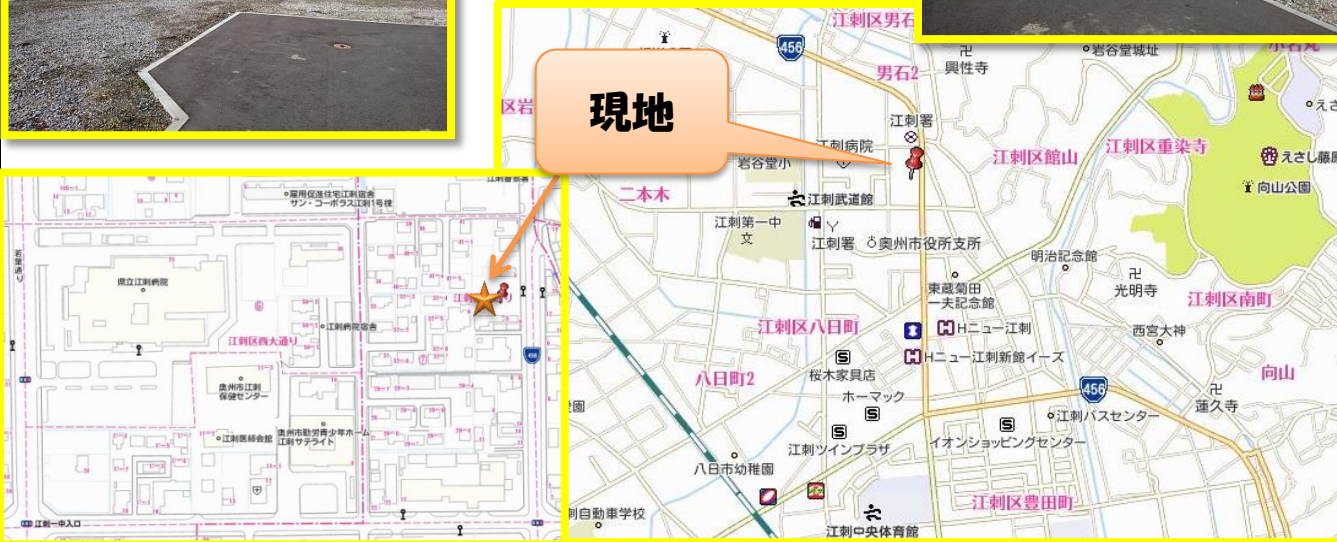 現地
江刺区男石
456
男石2
卍
興性寺
岩谷堂城址
江刺署
江刺病院
岩谷堂小
江刺区館山
江刺区重染寺
えさし藤原
向山公園
二本木
江刺武道館
江刺第一中
文
江刺署
奥州市役所支所
明治記念館
卍
光明寺
東蔵菊田
一夫記念館
江刺区南町
江刺区八日町
Hニュー江刺
西宮大神
Hニュー江刺新館イーズ
八日町2
桜木家具店
ホーマック
456
向山
卍
蓮久寺
江刺バスセンター
江刺ツインプラザ
イオンショッピングセンター
八日市幼稚園
江刺区豊田町
刺自動車学校
江刺中央体育館
雇用促進住宅江刺宿舎
サン・コーポラス江刺1号棟
若葉通り
県立江刺病院
江刺病院宿舎
江刺区西大通り
456
奥州市江刺
保健センター
江刺医師会館
奥州市勤労青少年ホーム
江刺サテライト
江刺一中入口